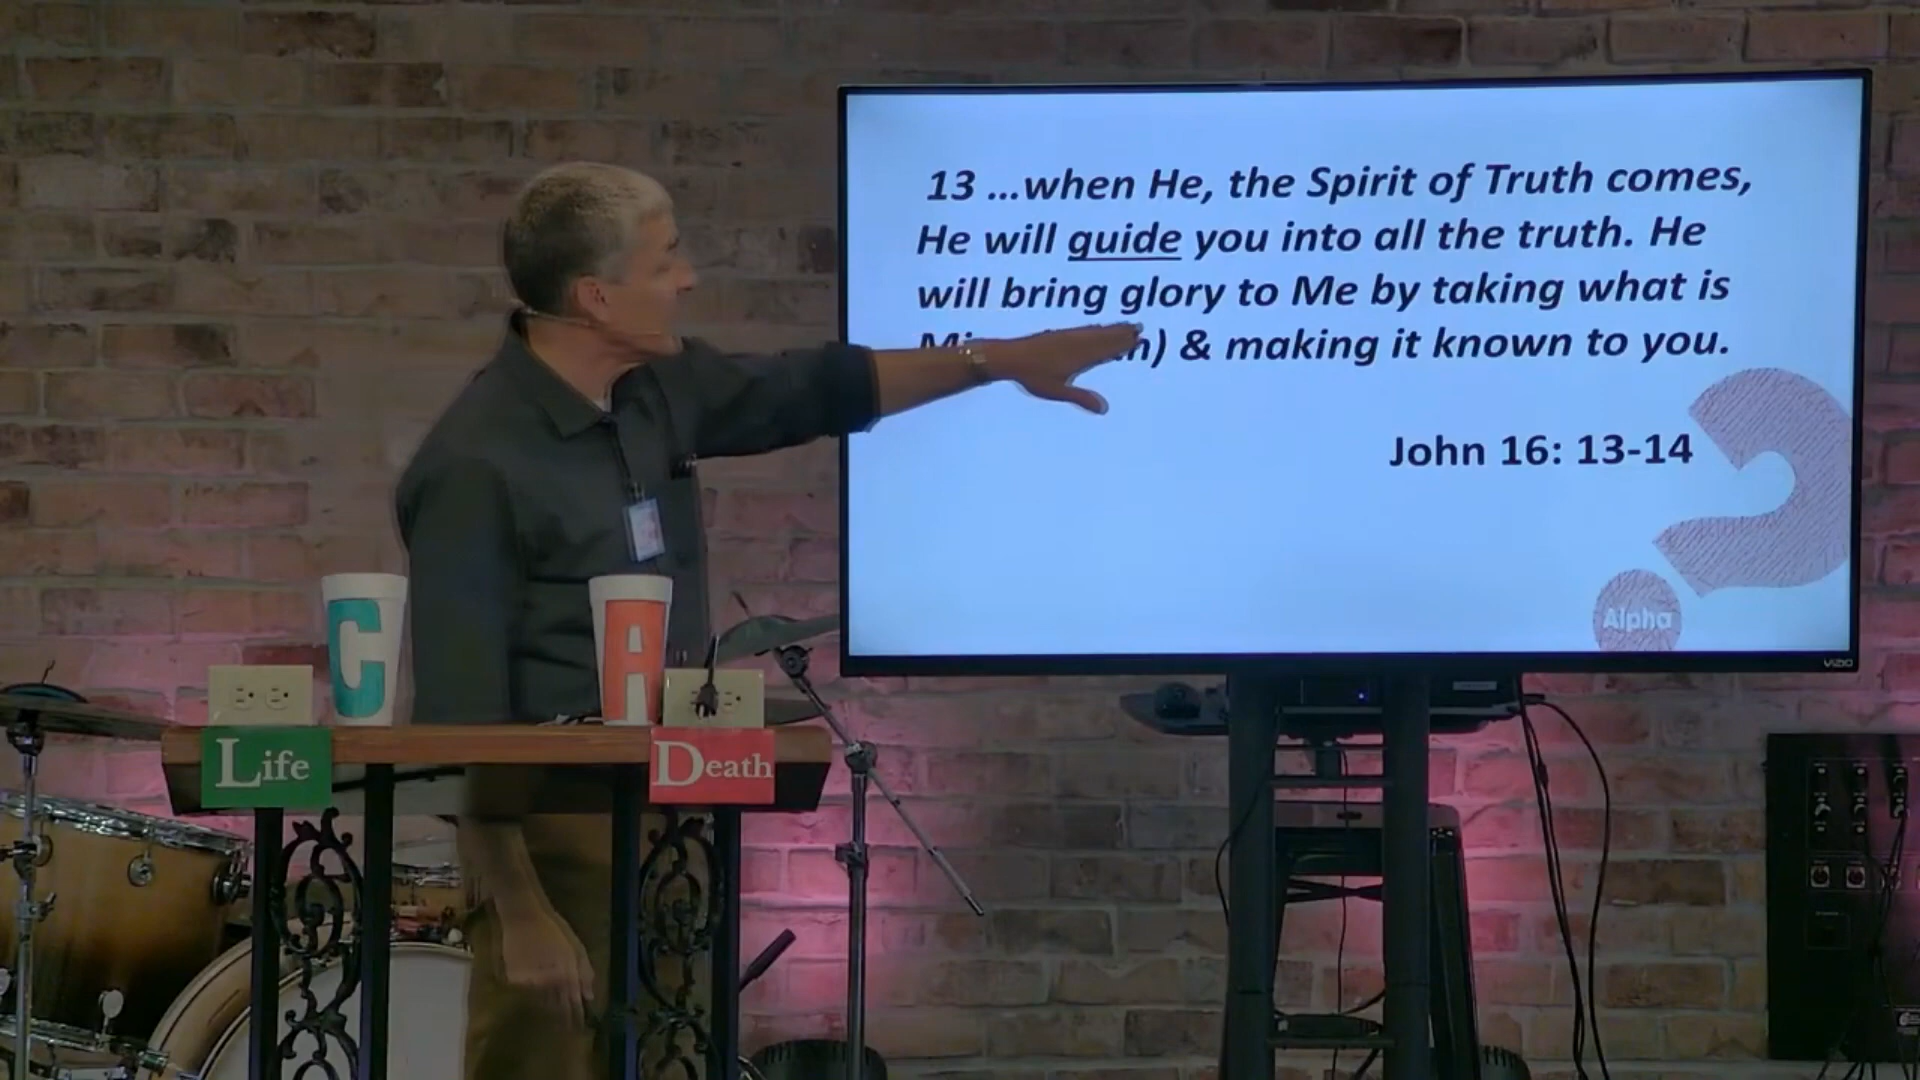 13 ...when He, the Spirit of Truth comes,
He will guide you into all the truth. He
will bring glory to Me by taking what is
) & making it known to you.
John 16: 13-14
Alpha
VIZIO
C
A
Life
Death